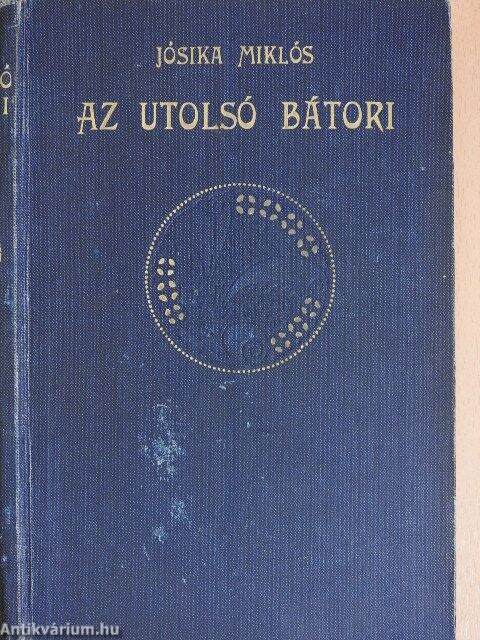 JÓSIKA MIKLÓS
AZ UTOLSÓ BÁTORI
Ó
I
Antikvárium.hu